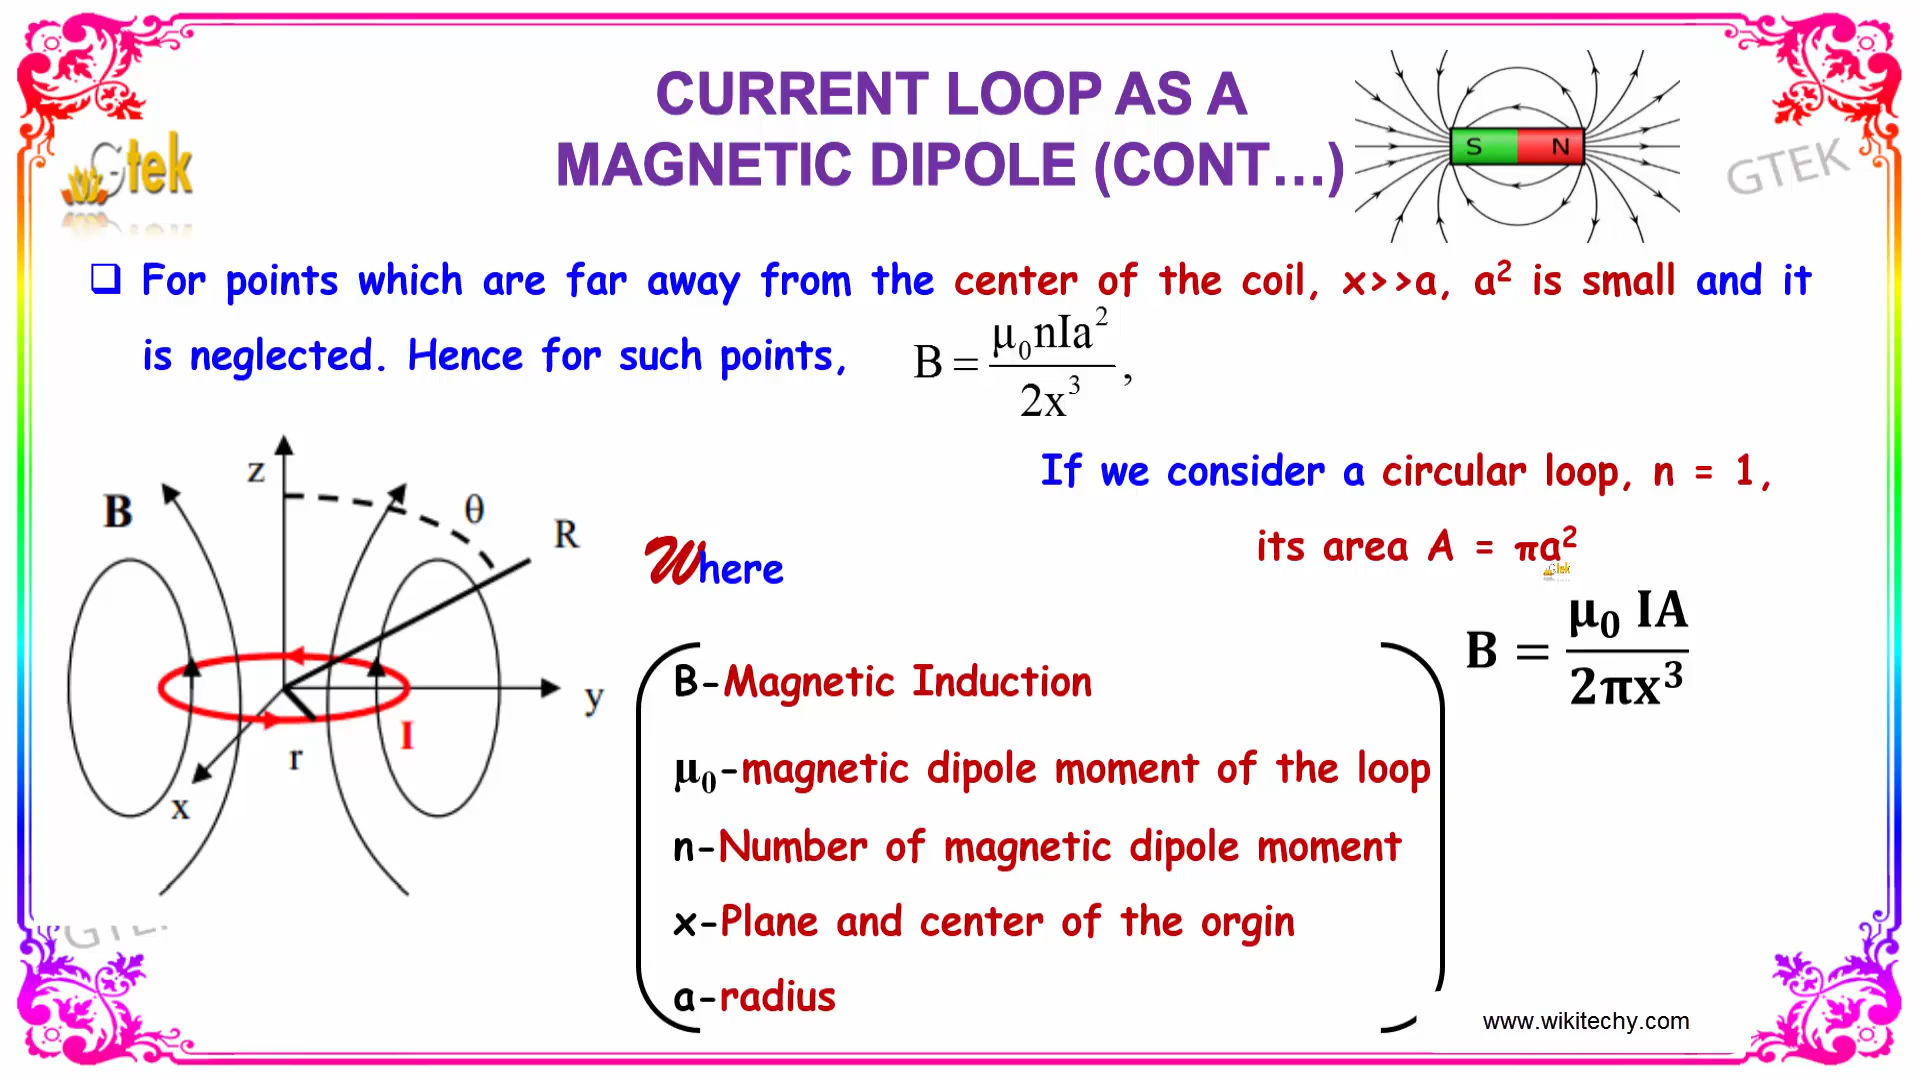 CURRENT LOOP AS A
MAGNETIC DIPOLE (CONT...)
S N
GTEK
Gtek
❑ For points which are far away from the center of the coil, x>>a, a² is small and it
is neglected. Hence for such points, B = μ₀nIa² / 2x³ ,
If we consider a circular loop, n = 1,
its area A = πa²
tek
B = μ₀ IA / 2πx³
z
B
θ
R
y
I
r
x
Where
B-Magnetic Induction
μ₀-magnetic dipole moment of the loop
n-Number of magnetic dipole moment
x-Plane and center of the orgin
a-radius
www.wikitechy.com